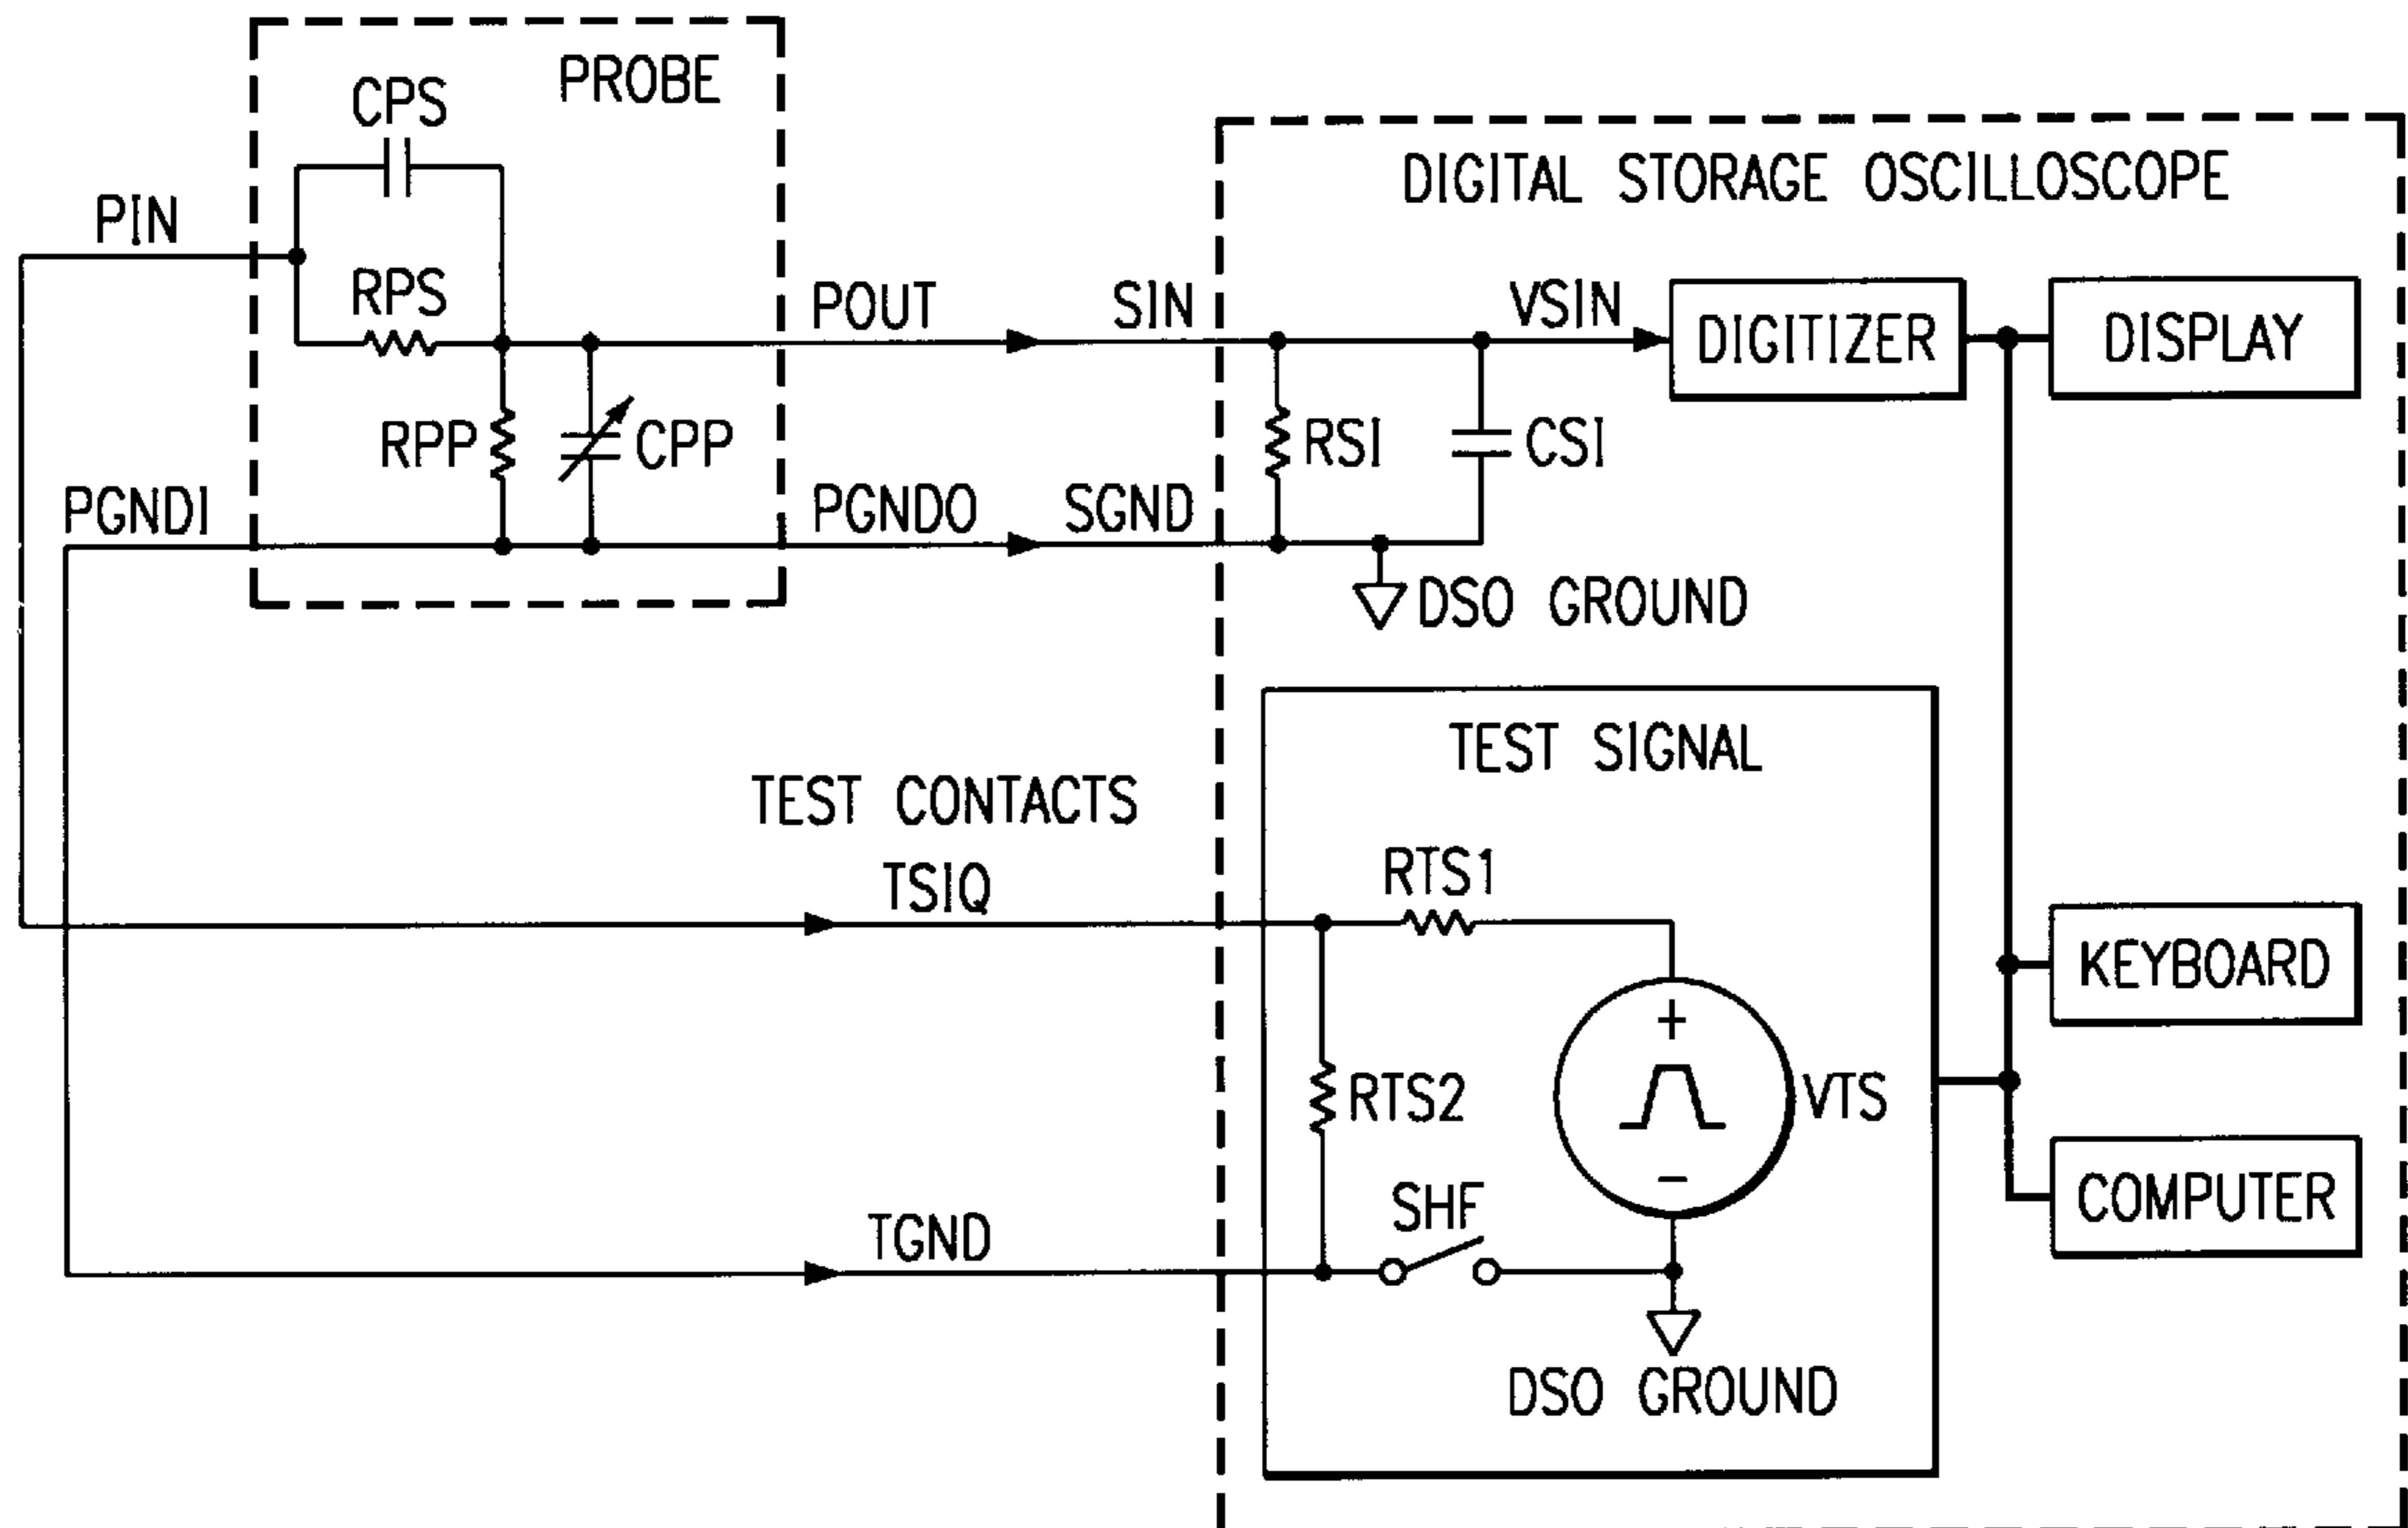 PROBE
CPS
PIN
RPS
RPP
CPP
PGNDI
POUT
PGNDO
SIN
SGND
DIGITAL STORAGE OSCILLOSCOPE
VSIN
DIGITIZER
DISPLAY
RSI
CSI
DSO GROUND
TEST SIGNAL
TEST CONTACTS
TSIQ
RTS1
KEYBOARD
+
RTS2
VTS
-
SHF
COMPUTER
TGND
DSO GROUND